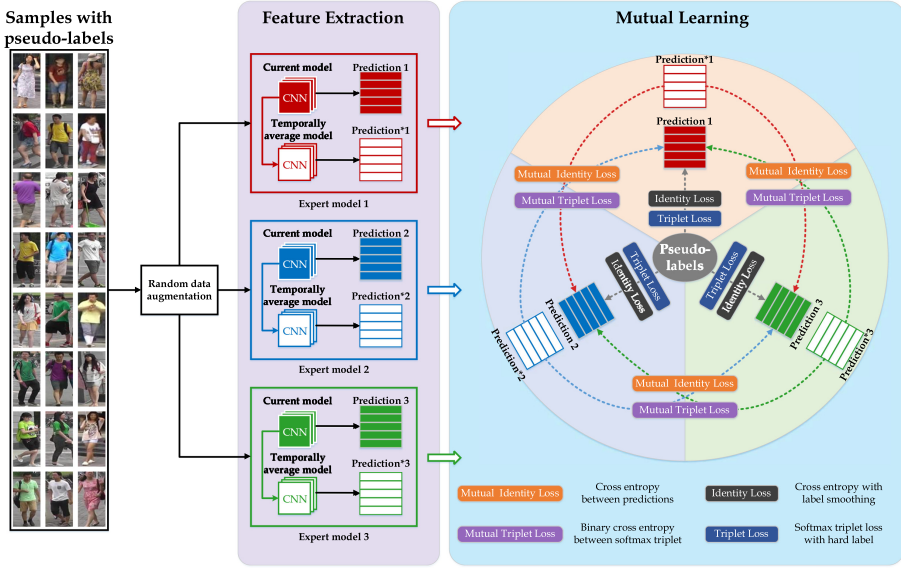 Samples with
pseudo-labels
Random data
augmentation
Feature Extraction
Current model
Prediction 1
CNN
Temporally
average model
Prediction*1
CNN
Expert model 1
Current model
Prediction 2
CNN
Temporally
average model
Prediction*2
CNN
Expert model 2
Current model
Prediction 3
CNN
Temporally
average model
Prediction*3
CNN
Expert model 3
Mutual Learning
Prediction*1
Prediction 1
Mutual Identity Loss
Mutual Triplet Loss
Identity Loss
Triplet Loss
Mutual Identity Loss
Mutual Triplet Loss
Pseudo-
labels
Triplet Loss
Identity Loss
Triplet Loss
Identity Loss
Prediction 2
Prediction*2
Prediction 3
Prediction*3
Mutual Identity Loss
Mutual Triplet Loss
Mutual Identity Loss
Cross entropy
between predictions
Identity Loss
Cross entropy with
label smoothing
Mutual Triplet Loss
Binary cross entropy
between softmax triplet
Triplet Loss
Softmax triplet loss
with hard label